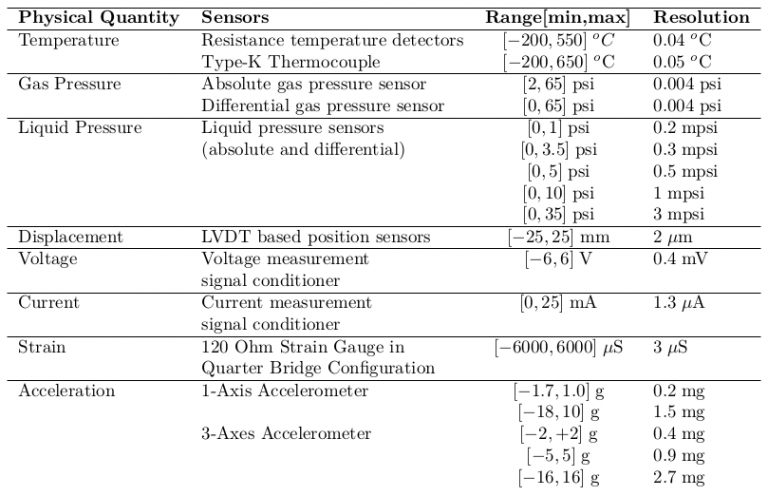 Physical Quantity Sensors Range[min,max] Resolution
Temperature Resistance temperature detectors [−200, 550] °C 0.04 °C
Type-K Thermocouple [−200, 650] °C 0.05 °C
Gas Pressure Absolute gas pressure sensor [2, 65] psi 0.004 psi
Differential gas pressure sensor [0, 65] psi 0.004 psi
Liquid Pressure Liquid pressure sensors [0, 1] psi 0.2 mpsi
(absolute and differential) [0, 3.5] psi 0.3 mpsi
[0, 5] psi 0.5 mpsi
[0, 10] psi 1 mpsi
[0, 35] psi 3 mpsi
Displacement LVDT based position sensors [−25, 25] mm 2 μm
Voltage Voltage measurement [−6, 6] V 0.4 mV
signal conditioner
Current Current measurement [0, 25] mA 1.3 μA
signal conditioner
Strain 120 Ohm Strain Gauge in [−6000, 6000] μS 3 μS
Quarter Bridge Configuration
Acceleration 1-Axis Accelerometer [−1.7, 1.0] g 0.2 mg
[−18, 10] g 1.5 mg
3-Axes Accelerometer [−2, +2] g 0.4 mg
[−5, 5] g 0.9 mg
[−16, 16] g 2.7 mg